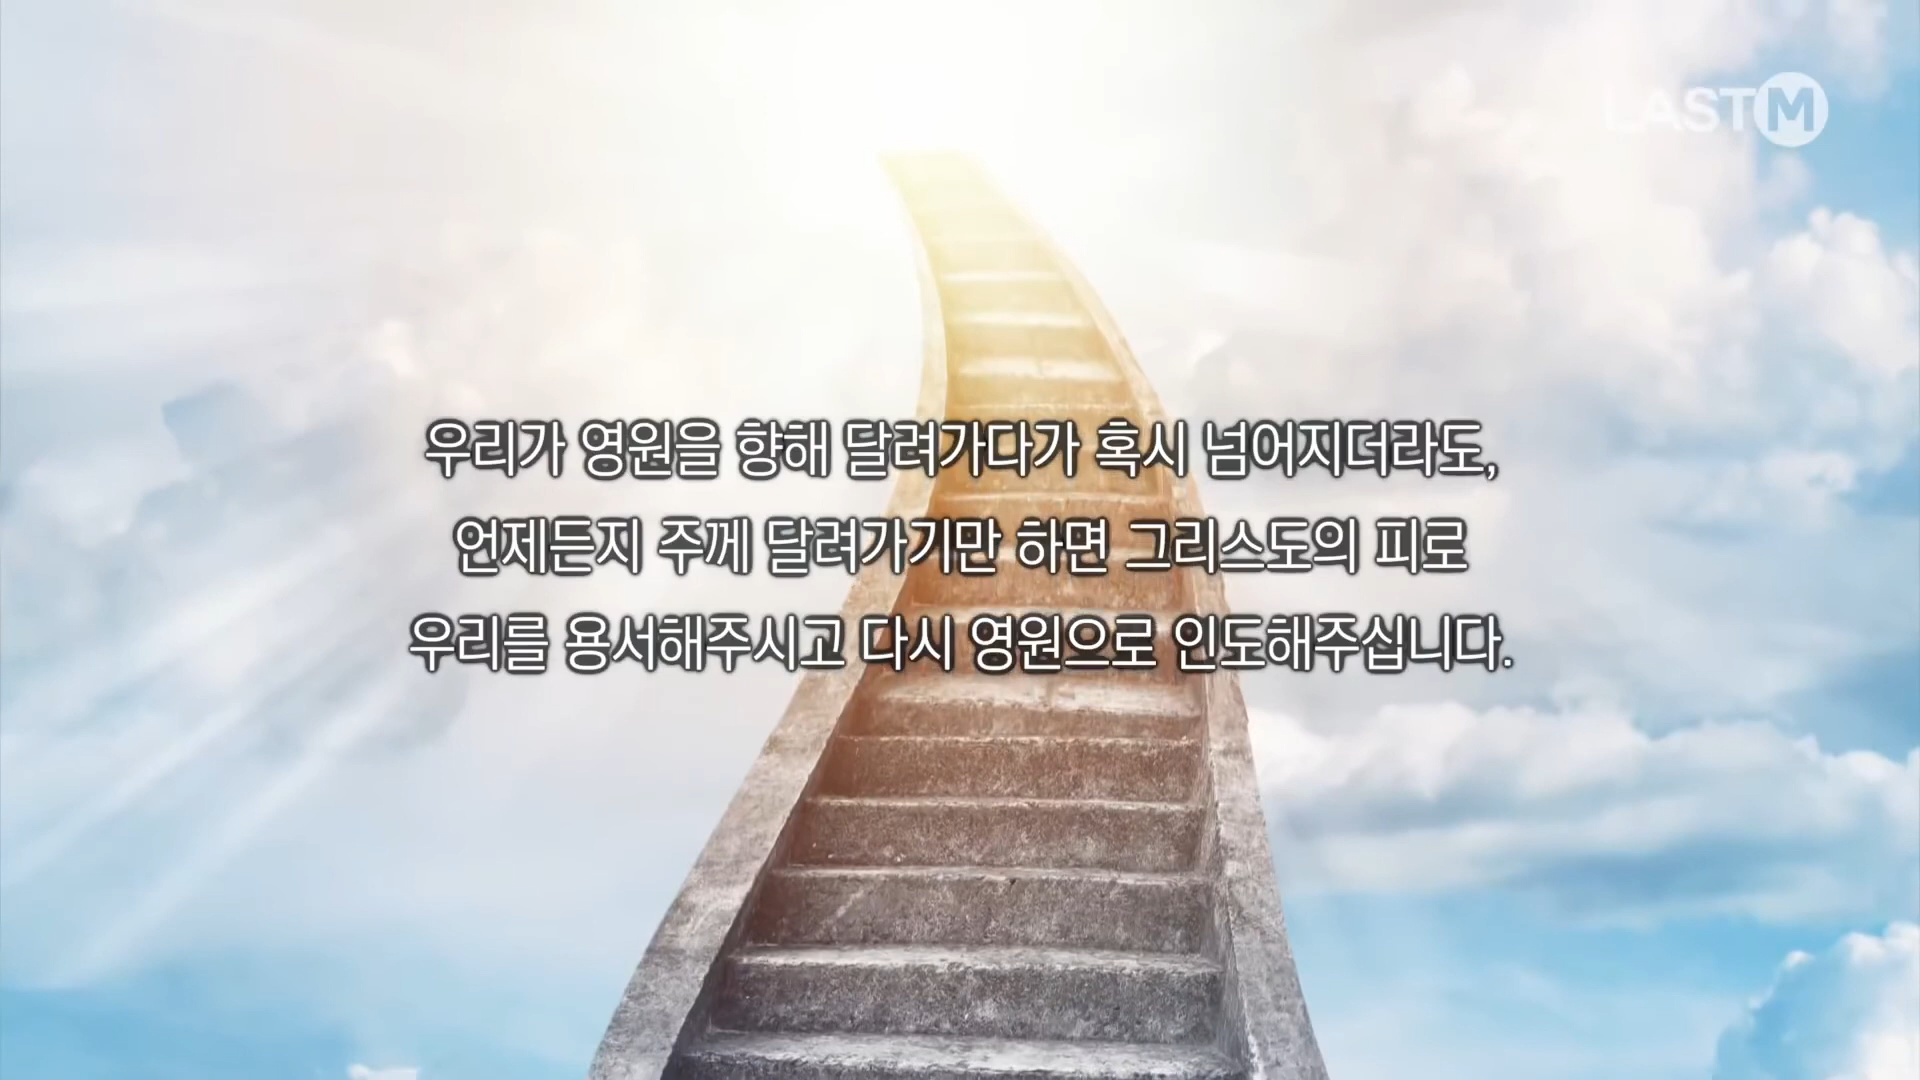 LAST M
우리가 영원을 향해 달려가다가 혹시 넘어지더라도,
언제든지 주께 달려가기만 하면 그리스도의 피로
우리를 용서해주시고 다시 영원으로 인도해주십니다.